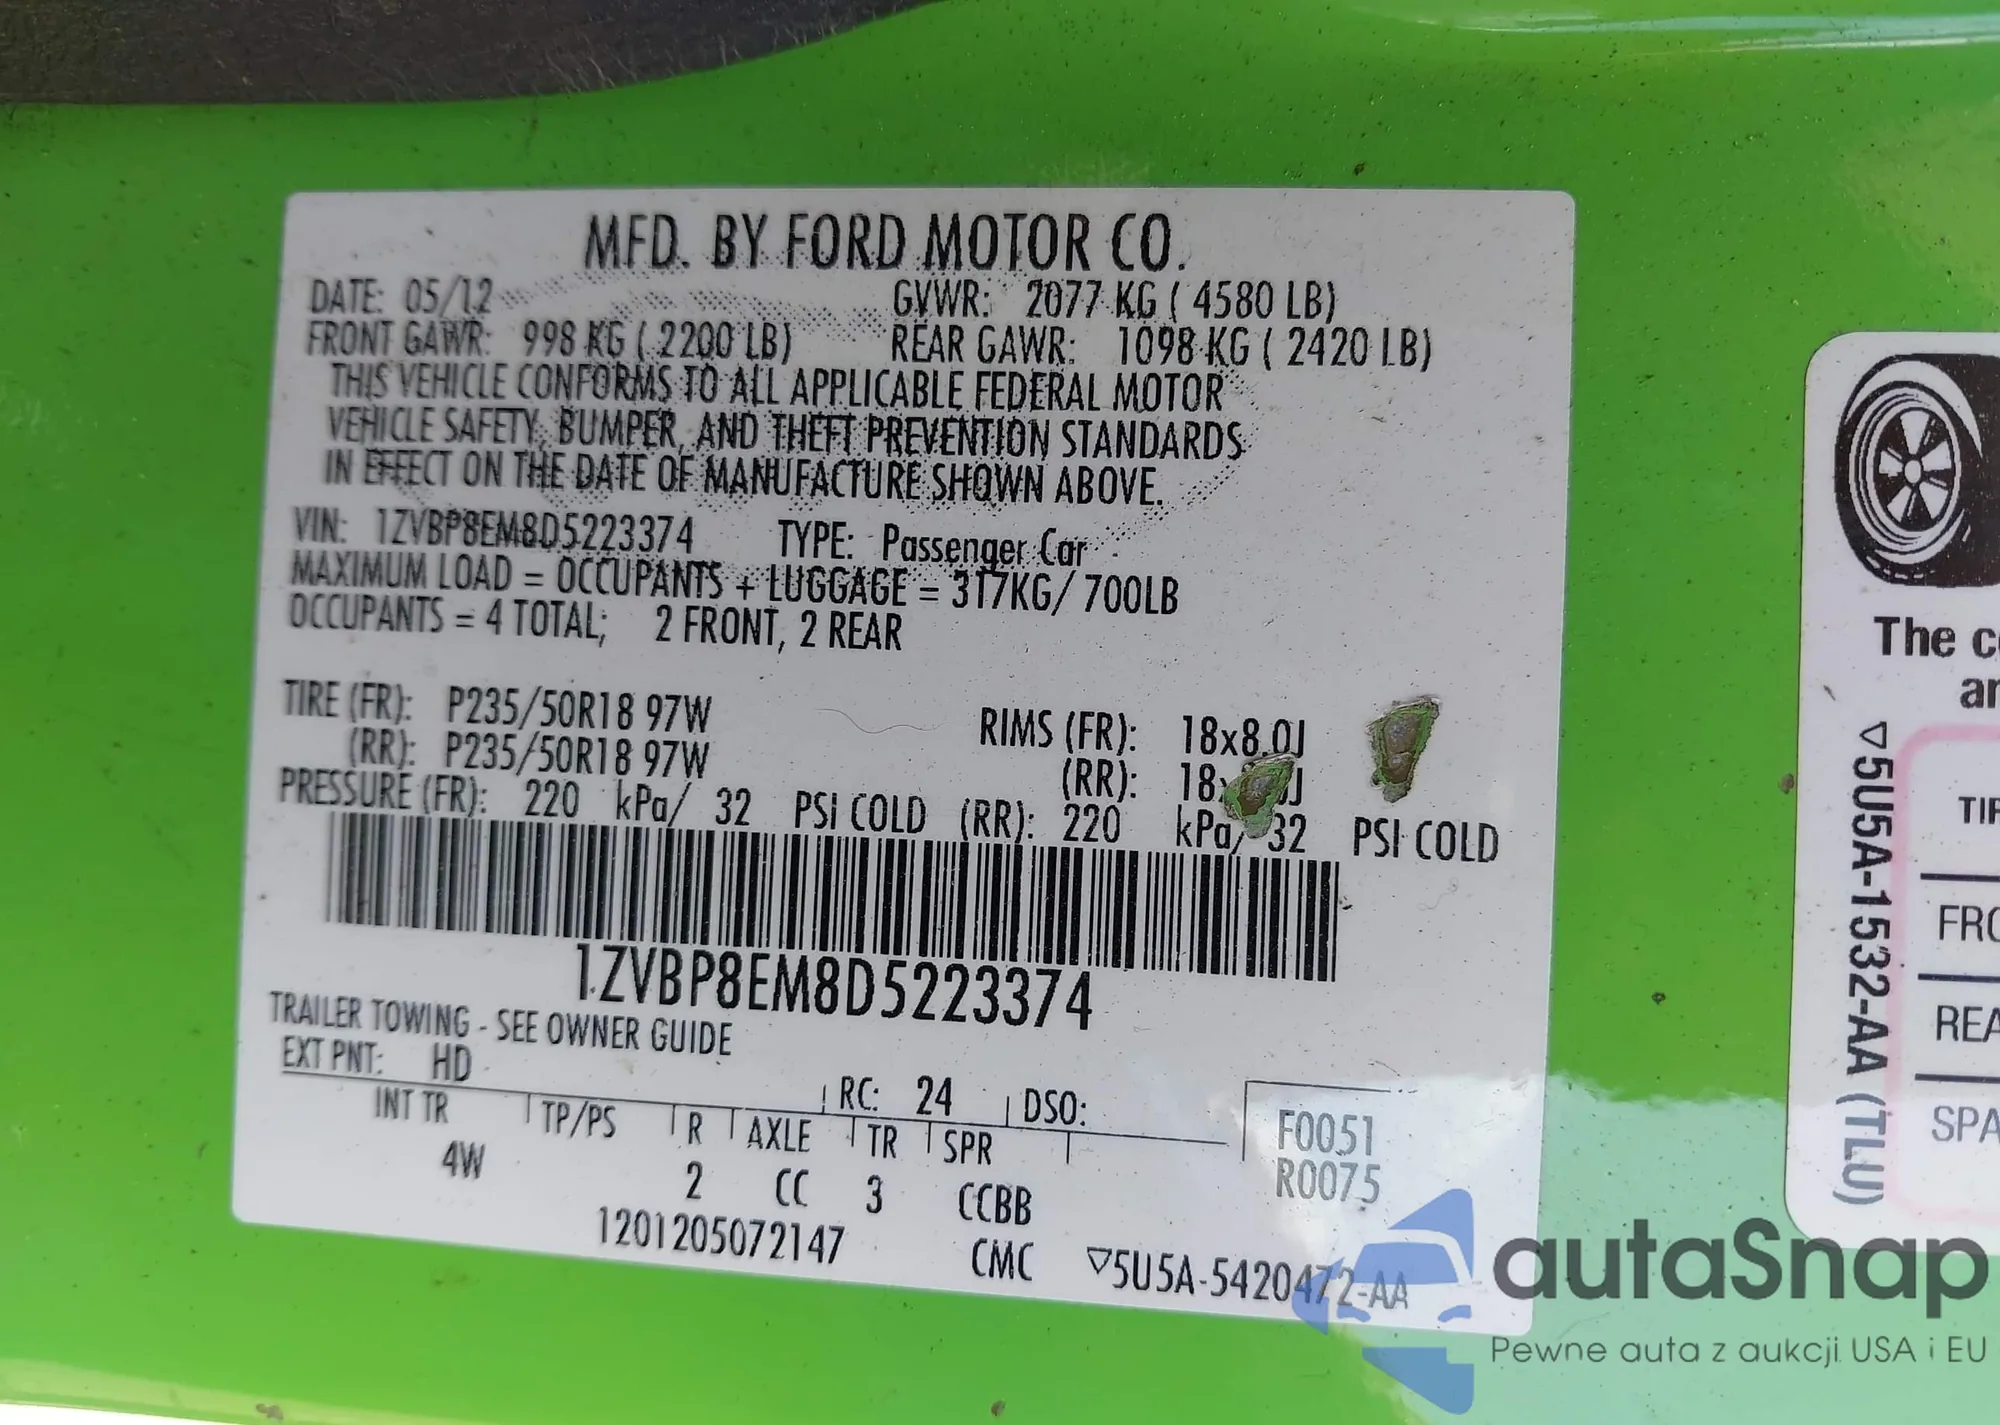 MFD. BY FORD MOTOR CO.
DATE: 05/12 GVWR: 2077 KG ( 4580 LB)
FRONT GAWR: 998 KG ( 2200 LB) REAR GAWR: 1098 KG ( 2420 LB)
THIS VEHICLE CONFORMS TO ALL APPLICABLE FEDERAL MOTOR
VEHICLE SAFETY, BUMPER, AND THEFT PREVENTION STANDARDS
IN EFFECT ON THE DATE OF MANUFACTURE SHOWN ABOVE.
VIN: 1ZVBP8EM8D5223374 TYPE: Passenger Car
MAXIMUM LOAD = OCCUPANTS + LUGGAGE = 317KG/ 700LB
OCCUPANTS = 4 TOTAL; 2 FRONT, 2 REAR
TIRE (FR): P235/50R18 97W RIMS (FR): 18x8.0J
(RR): P235/50R18 97W (RR):
PRESSURE (FR): 220 kPa/ 32 PSI COLD (RR): 220 kPa/ 32 PSI COLD
1ZVBP8EM8D5223374
TRAILER TOWING - SEE OWNER GUIDE
EXT PNT: HD RC: 24 DSO:
INT TR TP/PS R AXLE TR SPR F0051
4W 2 CC 3 CCBB R0075
1201205072147 CMC ▽5U5A-5420472-AA
The
▽5U5A-1532-AA (TLU)
autaSnap
Pewne auta z aukcji USA i EU